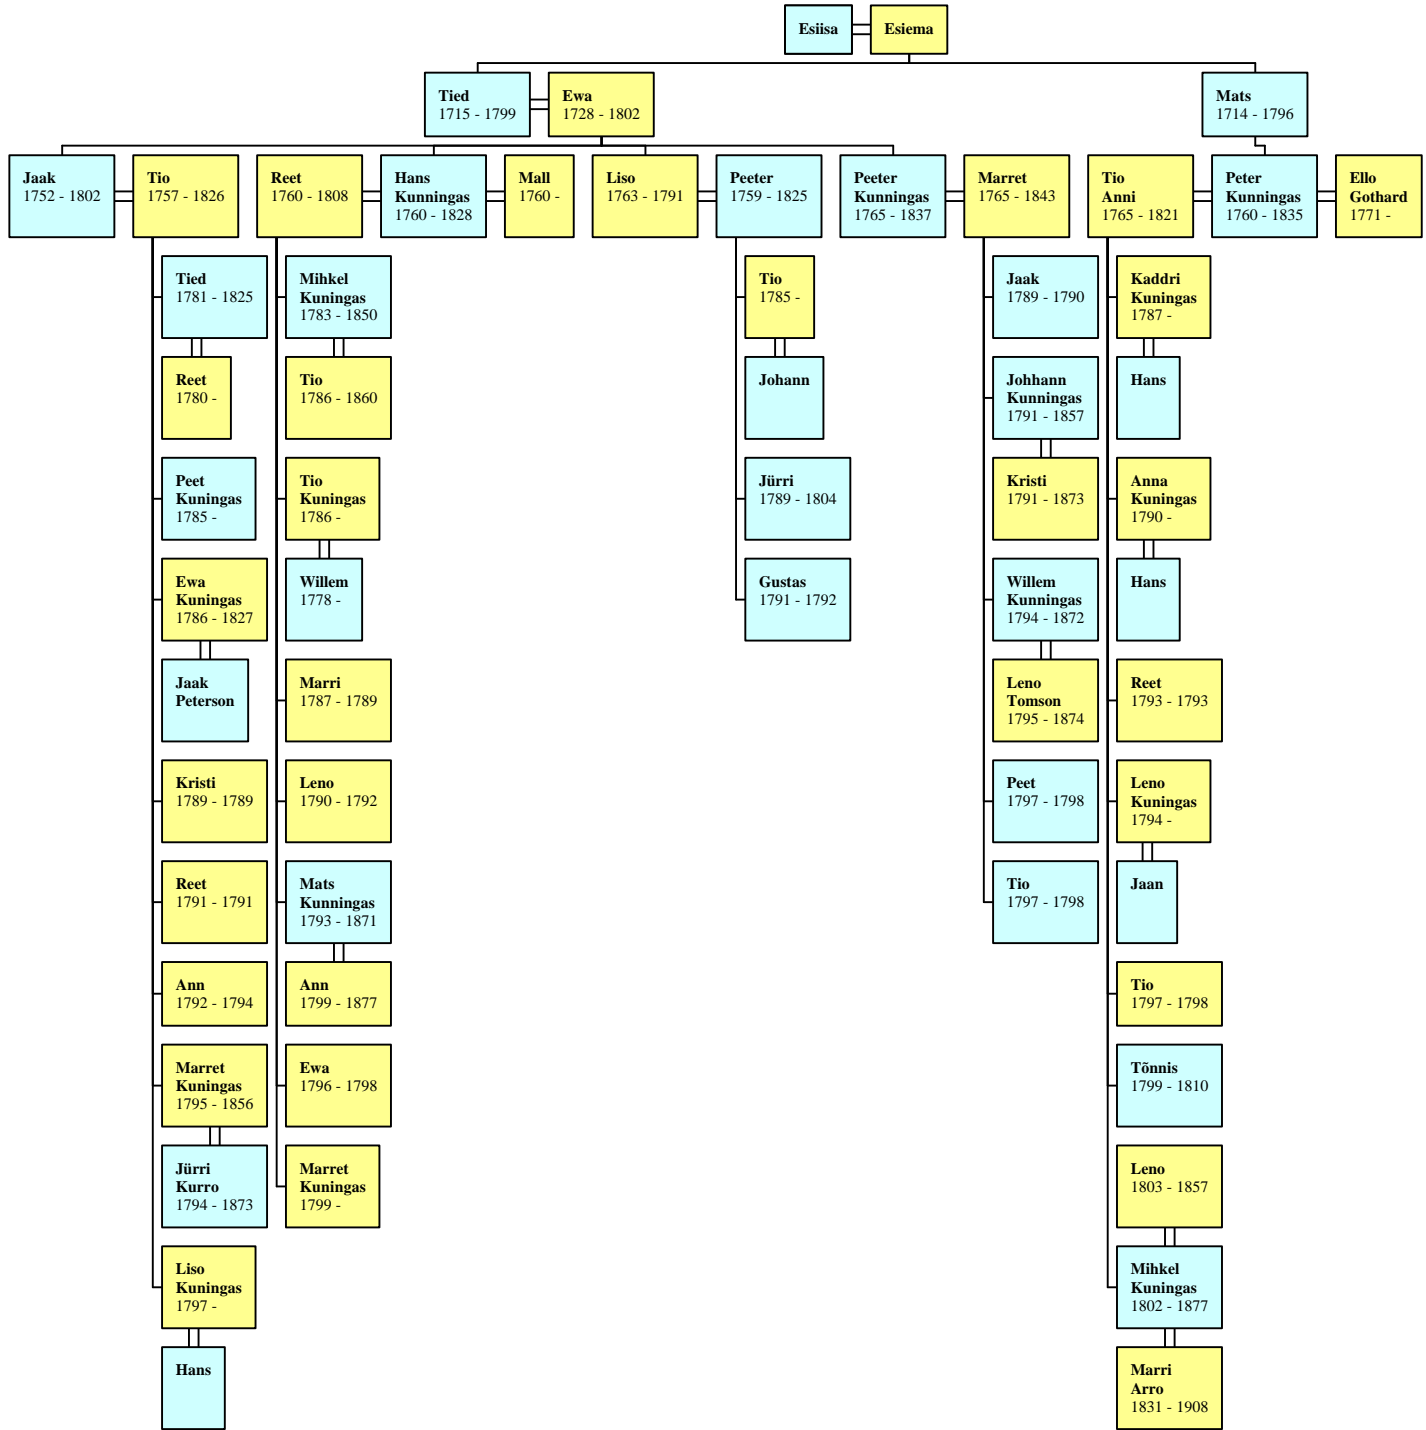 Esiisa
Esiema
Tied
1715 - 1799
Ewa
1728 - 1802
Mats
1714 - 1796
Jaak
1752 - 1802
Tio
1757 - 1826
Reet
1760 - 1808
Hans
Kunningas
1760 - 1828
Mall
1760 -
Liso
1763 - 1791
Peeter
1759 - 1825
Peeter
Kunningas
1765 - 1837
Marret
1765 - 1843
Tio
Anni
1765 - 1821
Peter
Kunningas
1760 - 1835
Ello
Gothard
1771 -
Tied
1781 - 1825
Reet
1780 -
Peet
Kuningas
1785 -
Ewa
Kuningas
1786 - 1827
Jaak
Peterson
Kristi
1789 - 1789
Reet
1791 - 1791
Ann
1792 - 1794
Marret
Kuningas
1795 - 1856
Jürri
Kurro
1794 - 1873
Liso
Kuningas
1797 -
Hans
Mihkel
Kuningas
1783 - 1850
Tio
1786 - 1860
Tio
Kuningas
1786 -
Willem
1778 -
Marri
1787 - 1789
Leno
1790 - 1792
Mats
Kunningas
1793 - 1871
Ann
1799 - 1877
Ewa
1796 - 1798
Marret
Kuningas
1799 -
Tio
1785 -
Johann
Jürri
1789 - 1804
Gustas
1791 - 1792
Jaak
1789 - 1790
Johhann
Kunningas
1791 - 1857
Kristi
1791 - 1873
Willem
Kunningas
1794 - 1872
Leno
Tomson
1795 - 1874
Peet
1797 - 1798
Tio
1797 - 1798
Kaddri
Kuningas
1787 -
Hans
Anna
Kuningas
1790 -
Hans
Reet
1793 - 1793
Leno
Kuningas
1794 -
Jaan
Tio
1797 - 1798
Tõnnis
1799 - 1810
Leno
1803 - 1857
Mihkel
Kuningas
1802 - 1877
Marri
Arro
1831 - 1908